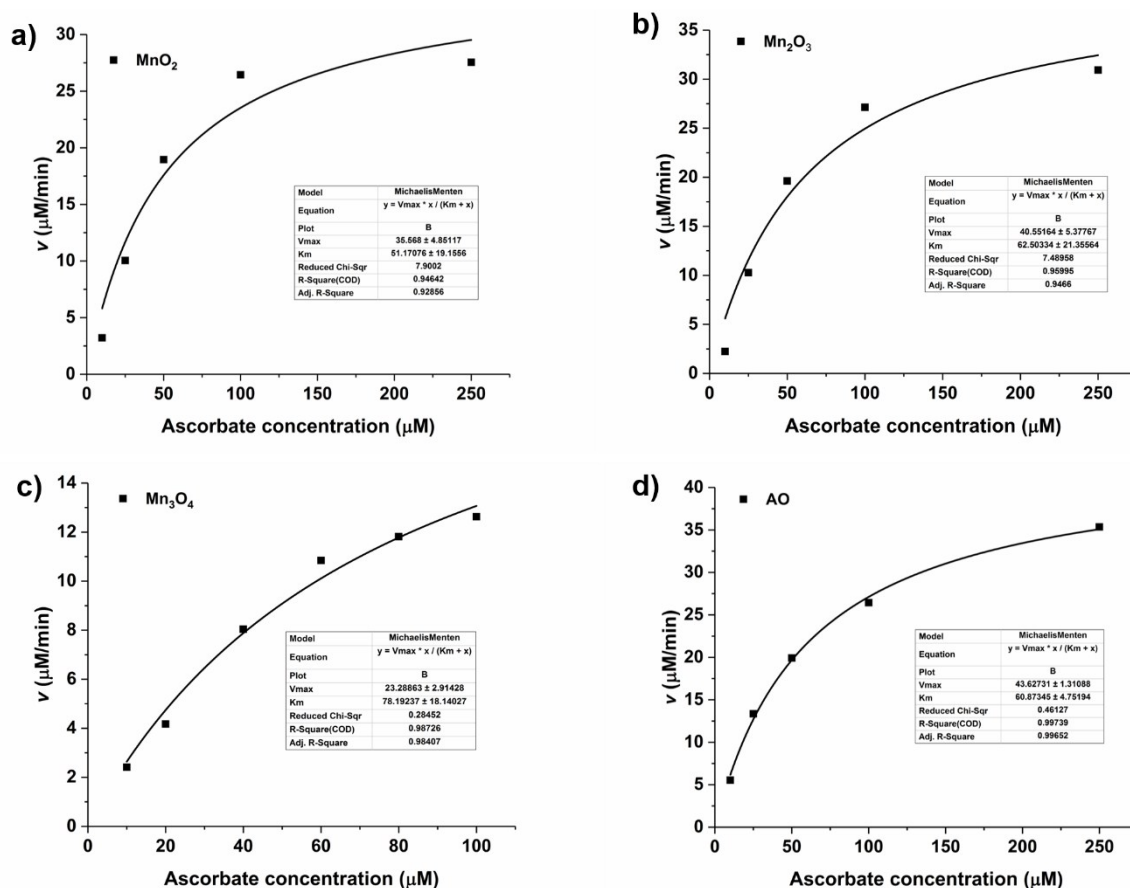 a)
MnO2
30
25
20
15
10
5
0
v (μM/min)
0 50 100 150 200 250
Ascorbate concentration (μM)
Model MichaelisMenten
Equation y = Vmax * x / (Km + x)
Plot B
Vmax 35.568 ± 4.85117
Km 51.17076 ± 19.1556
Reduced Chi-Sqr 7.9002
R-Square(COD) 0.94642
Adj. R-Square 0.92856
b)
Mn2O3
35
30
25
20
15
10
5
0
v (μM/min)
0 50 100 150 200 250
Ascorbate concentration (μM)
Model MichaelisMenten
Equation y = Vmax * x / (Km + x)
Plot B
Vmax 40.55164 ± 5.37767
Km 62.50334 ± 21.35564
Reduced Chi-Sqr 7.48958
R-Square(COD) 0.95995
Adj. R-Square 0.9466
c)
Mn3O4
14
12
10
8
6
4
2
0
v (μM/min)
0 20 40 60 80 100
Ascorbate concentration (μM)
Model MichaelisMenten
Equation y = Vmax * x / (Km + x)
Plot B
Vmax 23.28863 ± 2.91428
Km 78.19237 ± 18.14027
Reduced Chi-Sqr 0.28452
R-Square(COD) 0.98726
Adj. R-Square 0.98407
d)
AO
40
35
30
25
20
15
10
5
0
v (μM/min)
0 50 100 150 200 250
Ascorbate concentration (μM)
Model MichaelisMenten
Equation y = Vmax * x / (Km + x)
Plot B
Vmax 43.62731 ± 1.31088
Km 60.87345 ± 4.75194
Reduced Chi-Sqr 0.46127
R-Square(COD) 0.99739
Adj. R-Square 0.99652